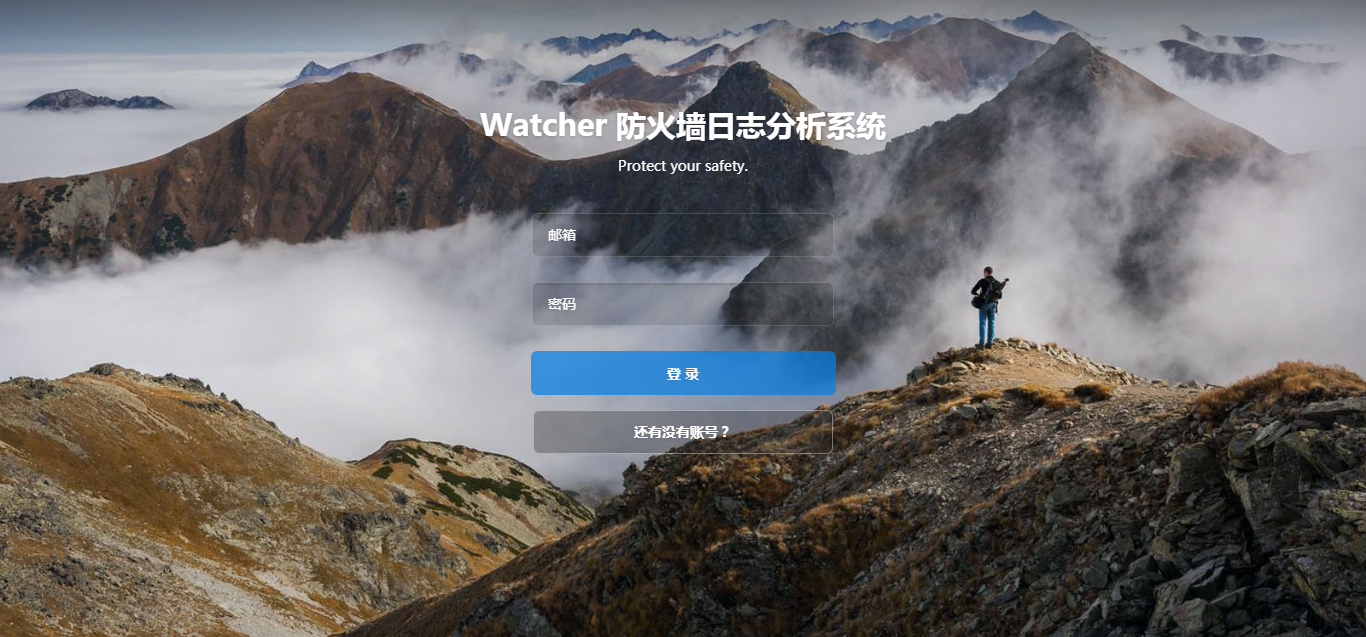 Watcher 防火墙日志分析系统
Protect your safety.
邮箱
密码
登 录
还有没有账号？